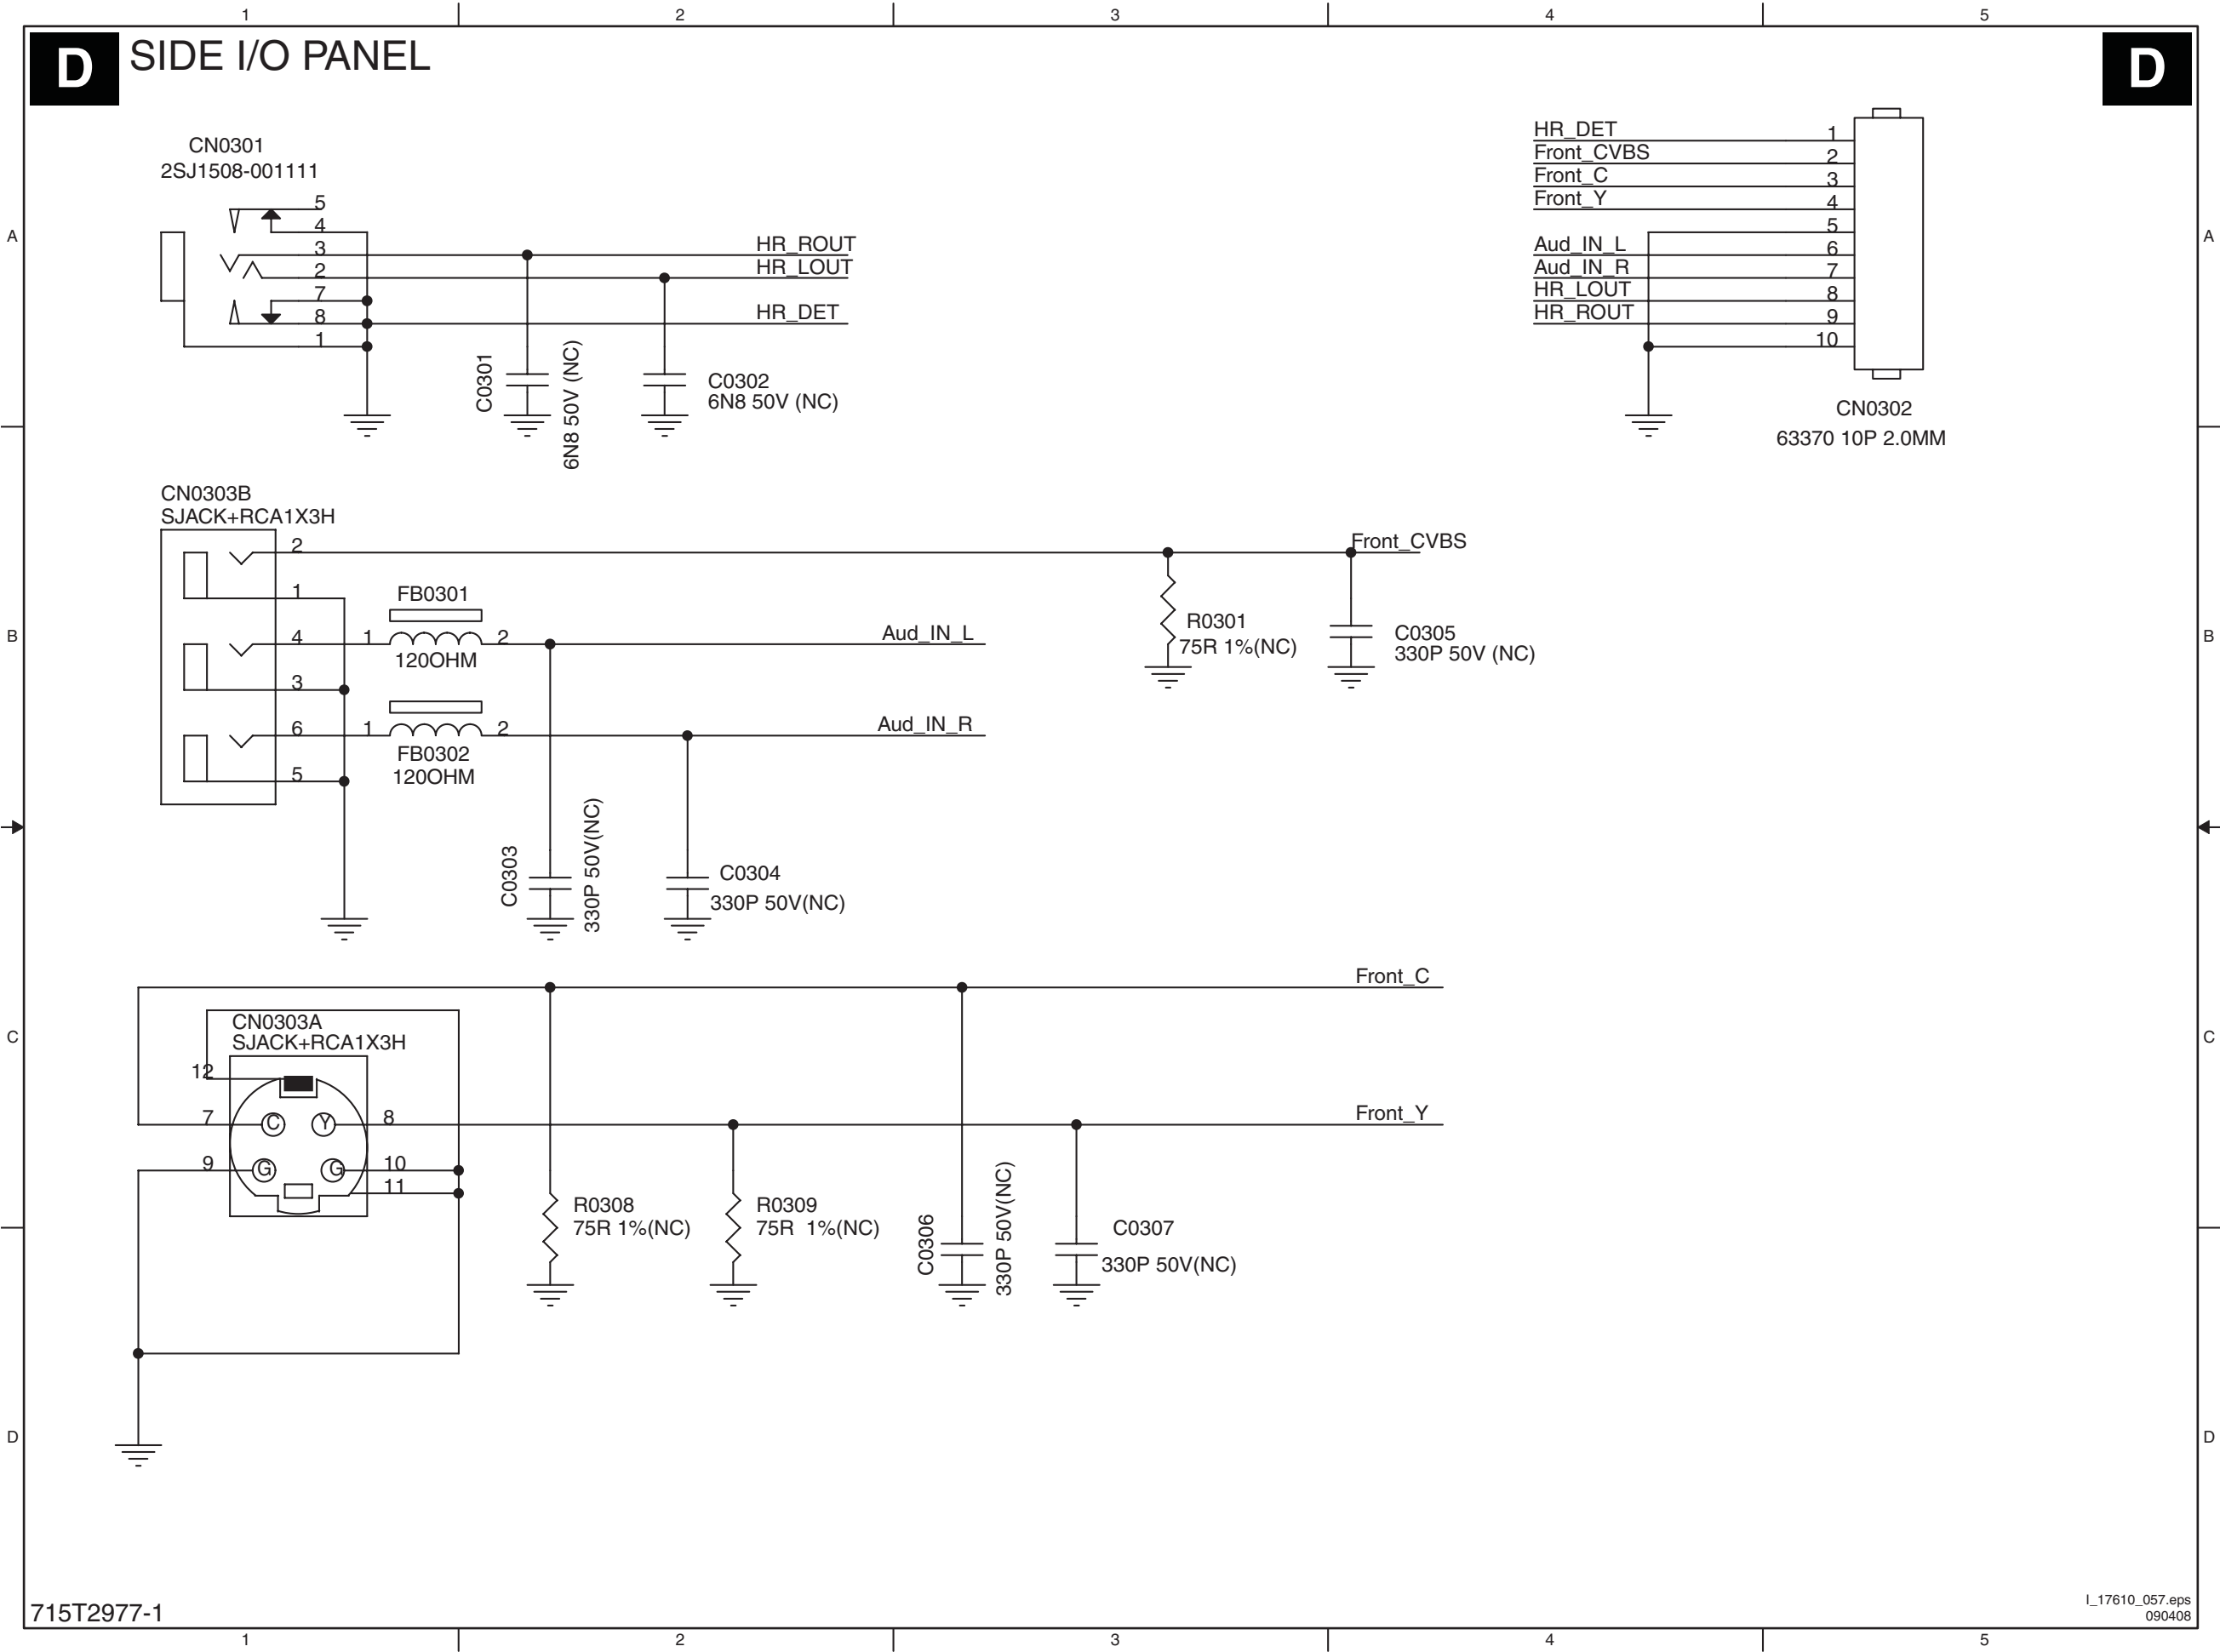 1 2 3 4 5
D SIDE I/O PANEL D
CN0301
2SJ1508-001111
5
4
3 HR_ROUT
2 HR_LOUT
7
8 HR_DET
1
C0301
6N8 50V (NC)
C0302
6N8 50V (NC)
HR_DET 1
Front_CVBS 2
Front_C 3
Front_Y 4
5
Aud_IN_L 6
Aud_IN_R 7
HR_LOUT 8
HR_ROUT 9
10
CN0302
63370 10P 2.0MM
A A
CN0303B
SJACK+RCA1X3H
2 Front_CVBS
1
FB0301
4 1 2 Aud_IN_L
120OHM
3
6 1 2 Aud_IN_R
FB0302
120OHM
5
R0301
75R 1%(NC)
C0305
330P 50V (NC)
B B
C0303
330P 50V(NC)
C0304
330P 50V(NC)
Front_C
CN0303A
SJACK+RCA1X3H
12
7 C Y 8 Front_Y
9 G G 10
11
C C
R0308
75R 1%(NC)
R0309
75R 1%(NC)
C0306
330P 50V(NC)
C0307
330P 50V(NC)
D D
715T2977-1
I_17610_057.eps
090408
1 2 3 4 5